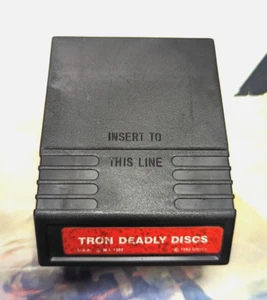 INSERT TO
THIS LINE
TRON DEADLY DISCS
U.S.A.